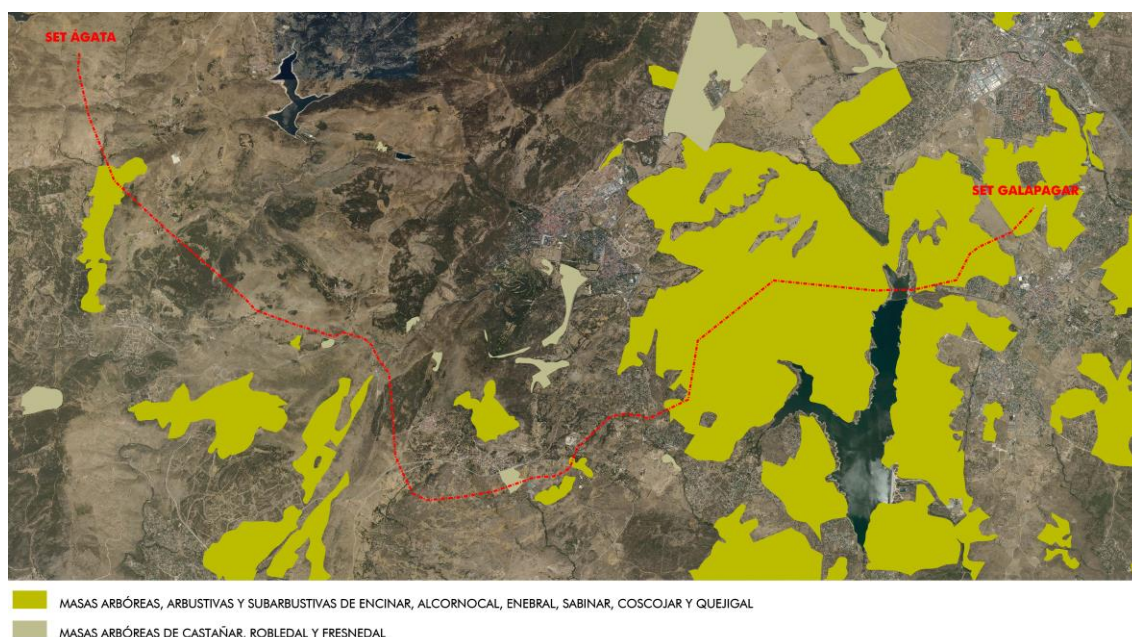 SET ÁGATA
SET GALAPAGAR
MASAS ARBÓREAS, ARBUSTIVAS Y SUBARBUSTIVAS DE ENCINAR, ALCORNOCAL, ENEBRAL, SABINAR, COSCOJAR Y QUEJIGAL
MASAS ARBÓREAS DE CASTAÑAR, ROBLEDAL Y FRESNEDAL